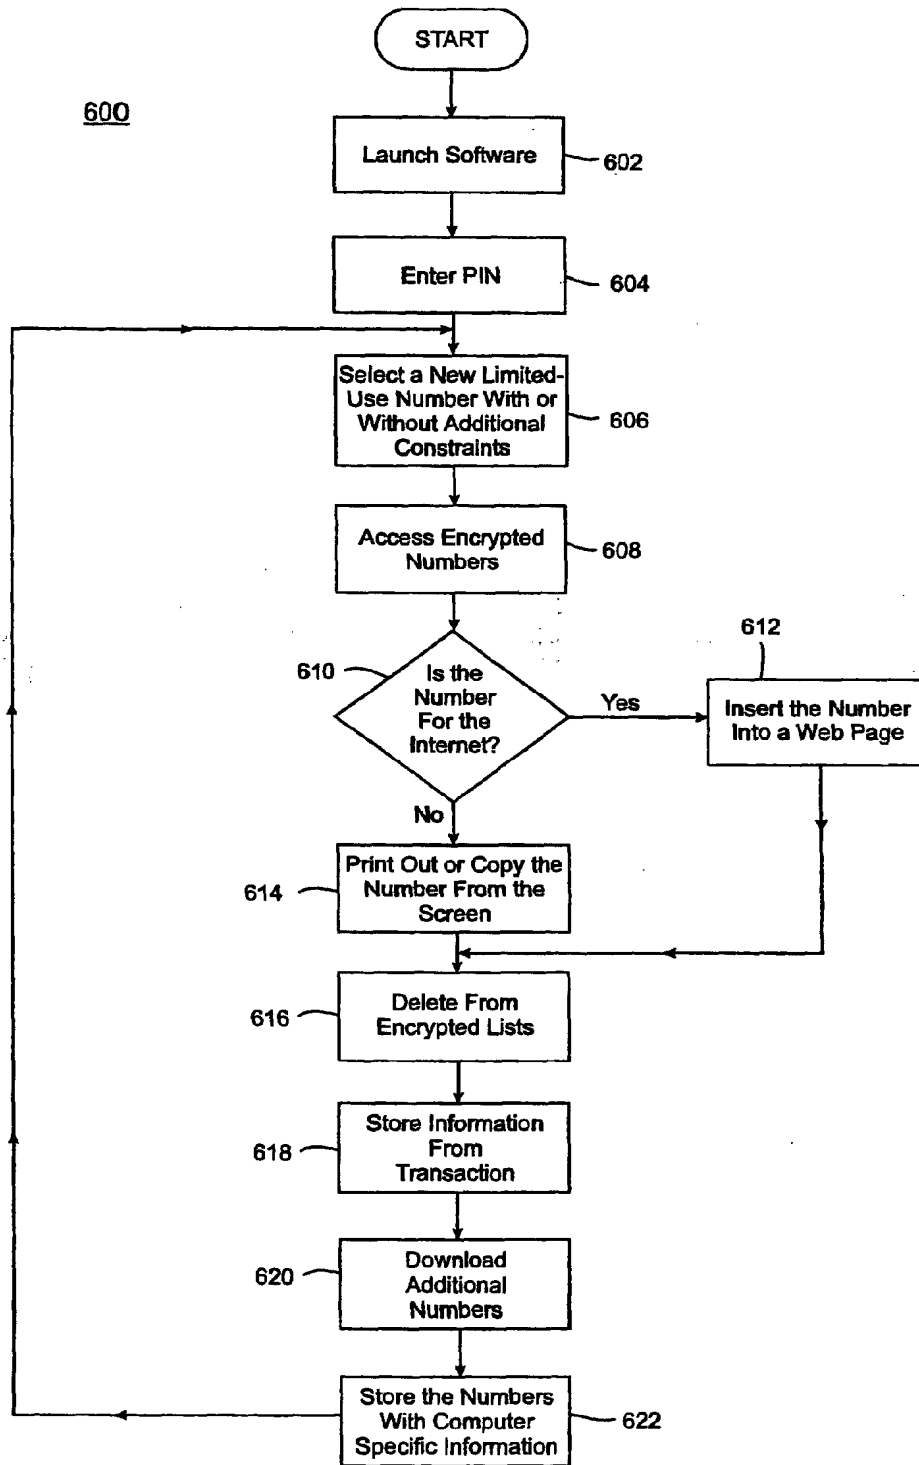 START
600
Launch Software
602
Enter PIN
604
Select a New Limited-
Use Number With or
Without Additional
Constraints
606
Access Encrypted
Numbers
608
610
Is the
Number
For the
Internet?
Yes
612
Insert the Number
Into a Web Page
No
614
Print Out or Copy the
Number From the
Screen
616
Delete From
Encrypted Lists
618
Store Information
From
Transaction
620
Download
Additional
Numbers
Store the Numbers
With Computer
Specific Information
622